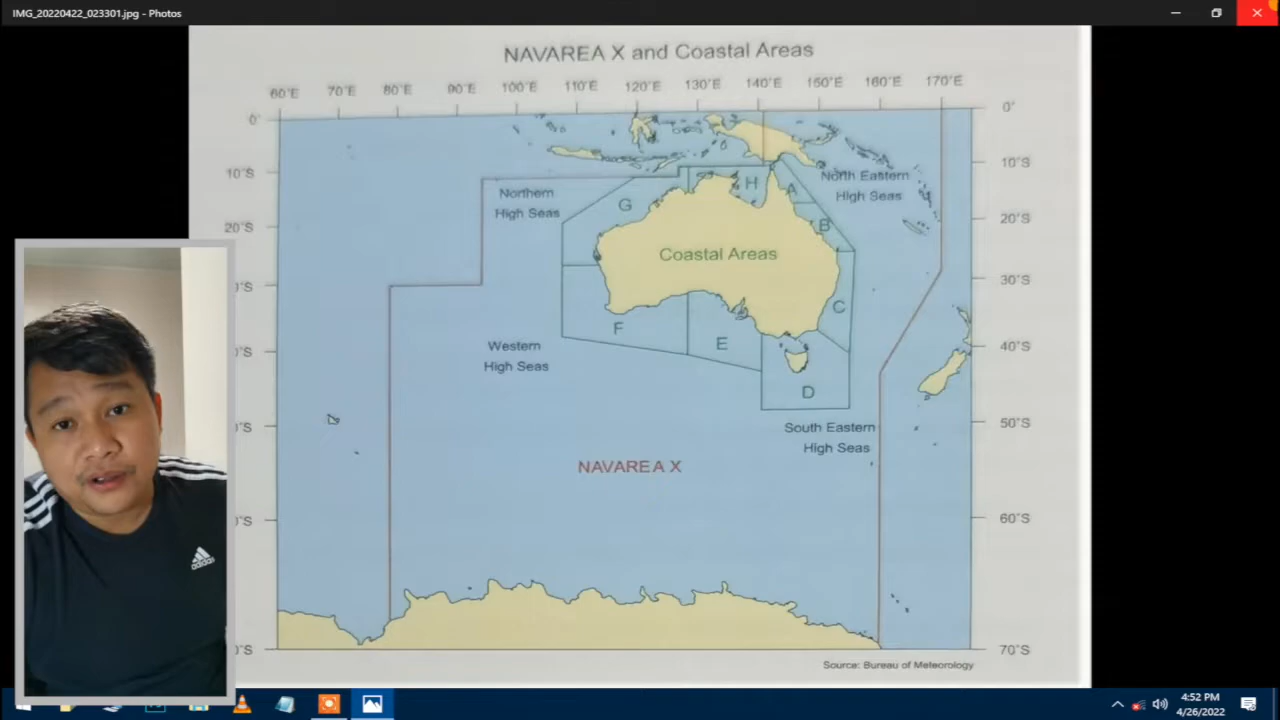 IMG_20220422_023301.jpg - Photos
NAVAREA X and Coastal Areas
60°E 70°E 80°E 90°E 100°E 110°E 120°E 130°E 140°E 150°E 160°E 170°E
0° 0°
10°S 10°S
20°S 20°S
30°S
40°S
50°S
60°S
70°S
Northern
High Seas
North Eastern
High Seas
G
H
A
B
Coastal Areas
C
F
E
D
Western
High Seas
South Eastern
High Seas
NAVAREA X
Source: Bureau of Meteorology
adidas
4:52 PM
4/26/2022